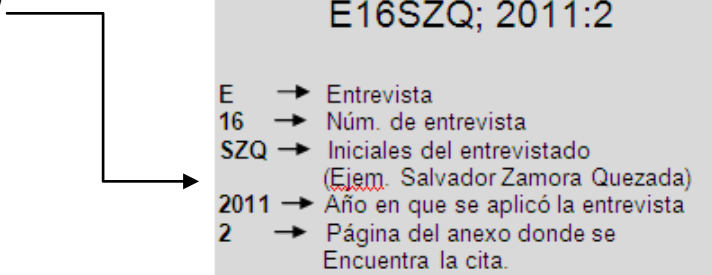 E16SZQ; 2011:2
E → Entrevista
16 → Núm. de entrevista
SZQ → Iniciales del entrevistado
(Ejem. Salvador Zamora Quezada)
2011 → Año en que se aplicó la entrevista
2 → Página del anexo donde se
Encuentra la cita.